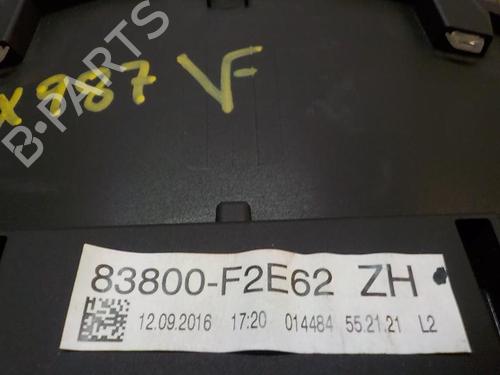 x987 VF
B-PARTS
83800-F2E62 ZH
12.09.2016 17:20 014484 55.21.21 L2